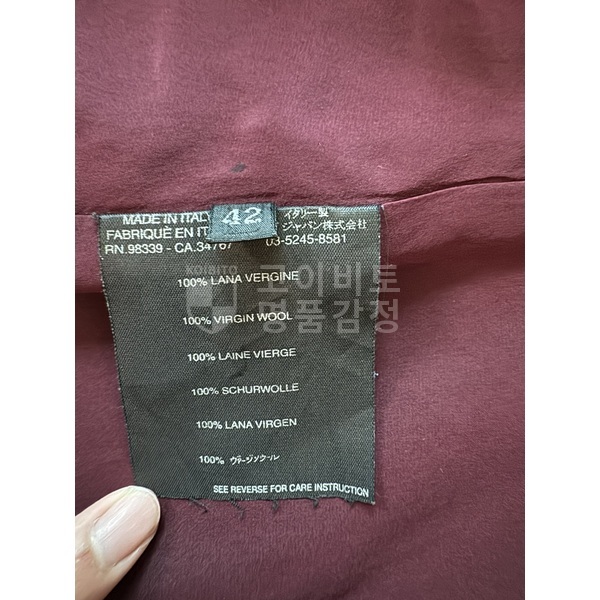 MADE IN ITALY 42 イタリー製
FABRIQUÈ EN IT ジャパン株式会社
RN.98339 - CA.34767 03-5245-8581
KOIBITO
코이비토
명품감정
100% LANA VERGINE
100% VIRGIN WOOL
100% LAINE VIERGE
100% SCHURWOLLE
100% LANA VIRGEN
100% ヴァージンウール
SEE REVERSE FOR CARE INSTRUCTION